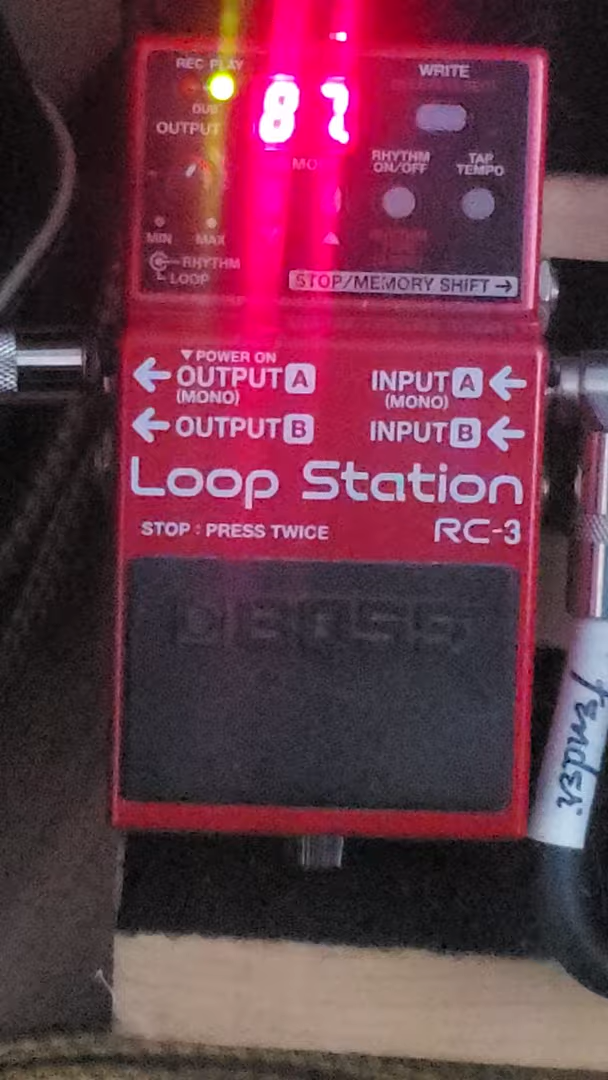 REC PLAY
DUB
WRITE
OUTPUT
RHYTHM ON/OFF
TAP TEMPO
MIN MAX
RHYTHM
LOOP
STOP/MEMORY SHIFT →
▼POWER ON
← OUTPUT A
(MONO)
← OUTPUT B
INPUT A ←
(MONO)
INPUT B ←
Loop Station
STOP : PRESS TWICE
RC-3
BOSS
fender